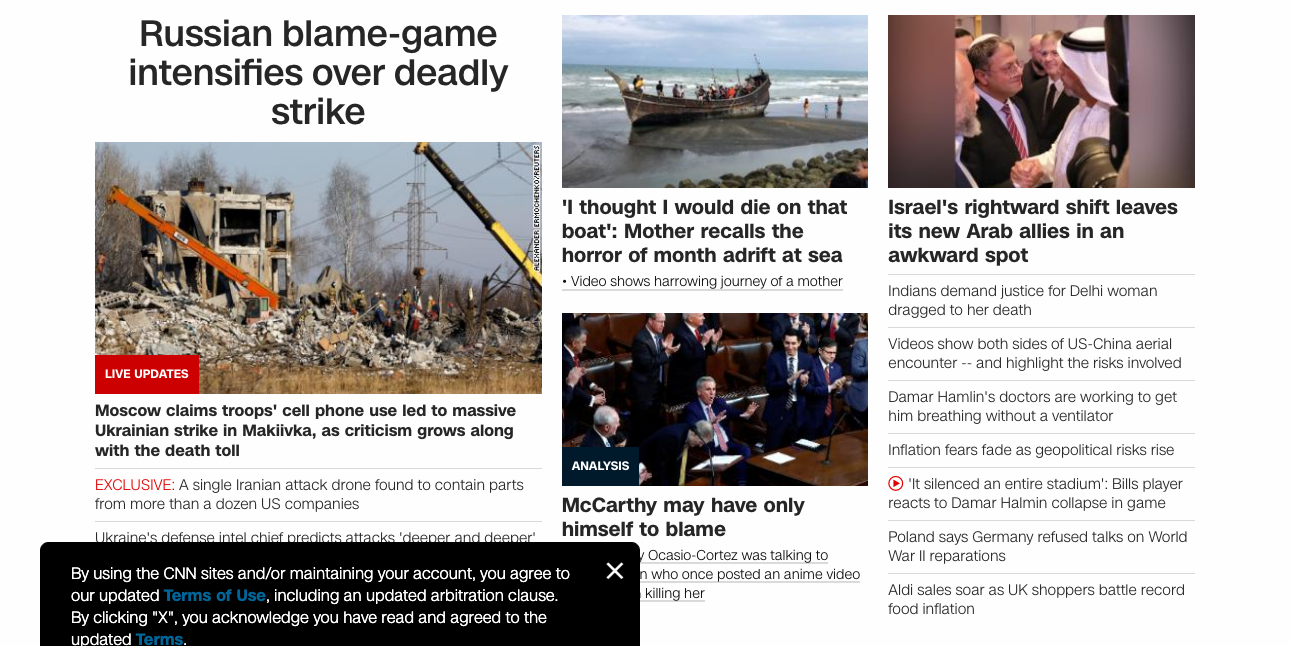 Russian blame-game
intensifies over deadly
strike
ALEXANDER ERMOCHENKO/REUTERS
LIVE UPDATES
Moscow claims troops' cell phone use led to massive
Ukrainian strike in Makiivka, as criticism grows along
with the death toll
EXCLUSIVE: A single Iranian attack drone found to contain parts
from more than a dozen US companies
Ukraine's defense intel chief predicts attacks 'deeper and deeper'
'I thought I would die on that
boat': Mother recalls the
horror of month adrift at sea
• Video shows harrowing journey of a mother
ANALYSIS
McCarthy may have only
himself to blame
Ocasio-Cortez was talking to
who once posted an anime video
killing her
Israel's rightward shift leaves
its new Arab allies in an
awkward spot
Indians demand justice for Delhi woman
dragged to her death
Videos show both sides of US-China aerial
encounter -- and highlight the risks involved
Damar Hamlin's doctors are working to get
him breathing without a ventilator
Inflation fears fade as geopolitical risks rise
'It silenced an entire stadium': Bills player
reacts to Damar Halmin collapse in game
Poland says Germany refused talks on World
War II reparations
Aldi sales soar as UK shoppers battle record
food inflation
By using the CNN sites and/or maintaining your account, you agree to
our updated Terms of Use, including an updated arbitration clause.
By clicking "X", you acknowledge you have read and agreed to the
updated Terms.